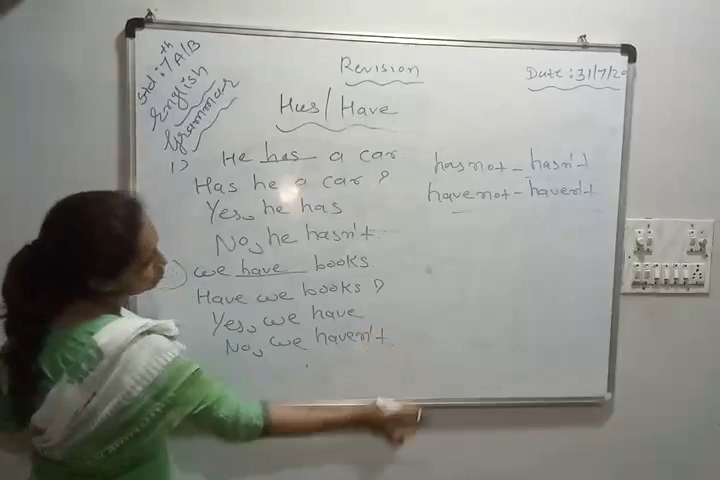 Std : 7th A/B
English
Grammar
Revision
Date : 31/7/20
Has/Have
1) He has a car.
Has he a car ?
Yes, he has
No, he hasn't.
we have books.
Have we books ?
Yes, we have
No, we haven't.
has not - hasn't
have not - haven't